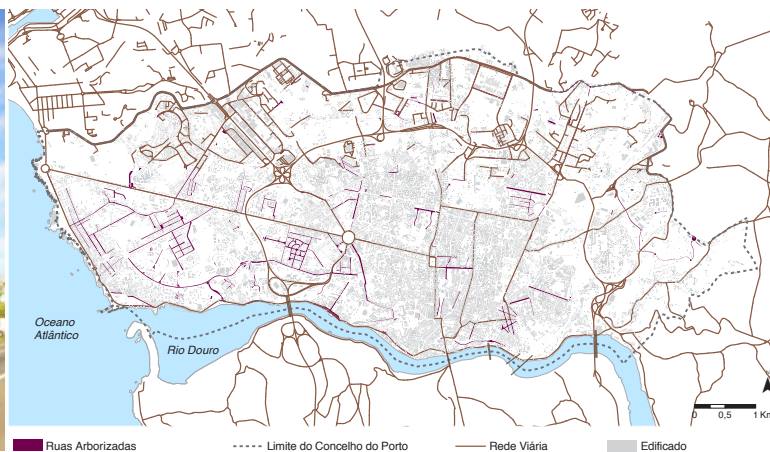 Oceano
Atlântico
Rio Douro
0 0,5 1 Km
Ruas Arborizadas
Limite do Concelho do Porto
Rede Viária
Edificado